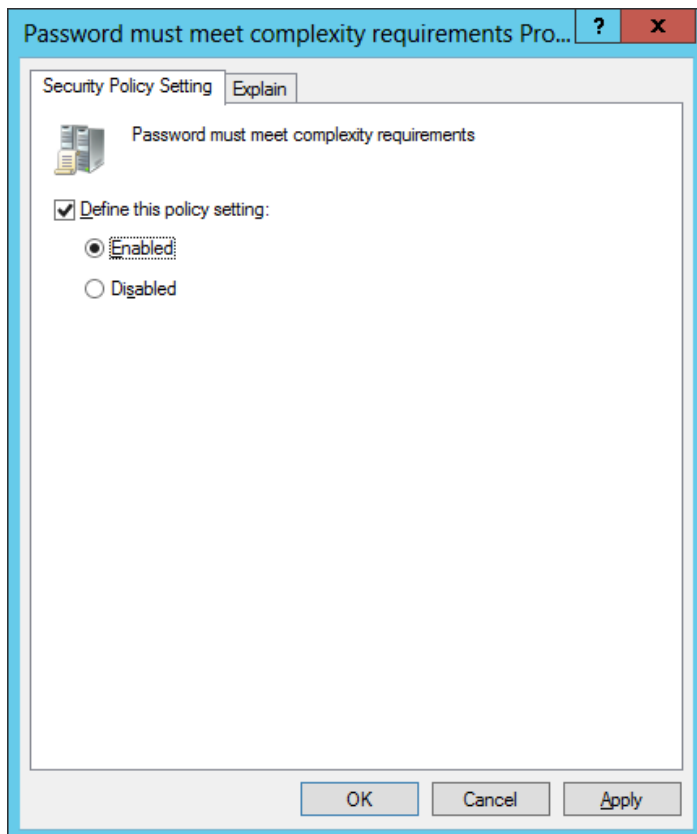 Password must meet complexity requirements Pro... ? x
Security Policy Setting Explain
Password must meet complexity requirements
Define this policy setting:
Enabled
Disabled
OK Cancel Apply